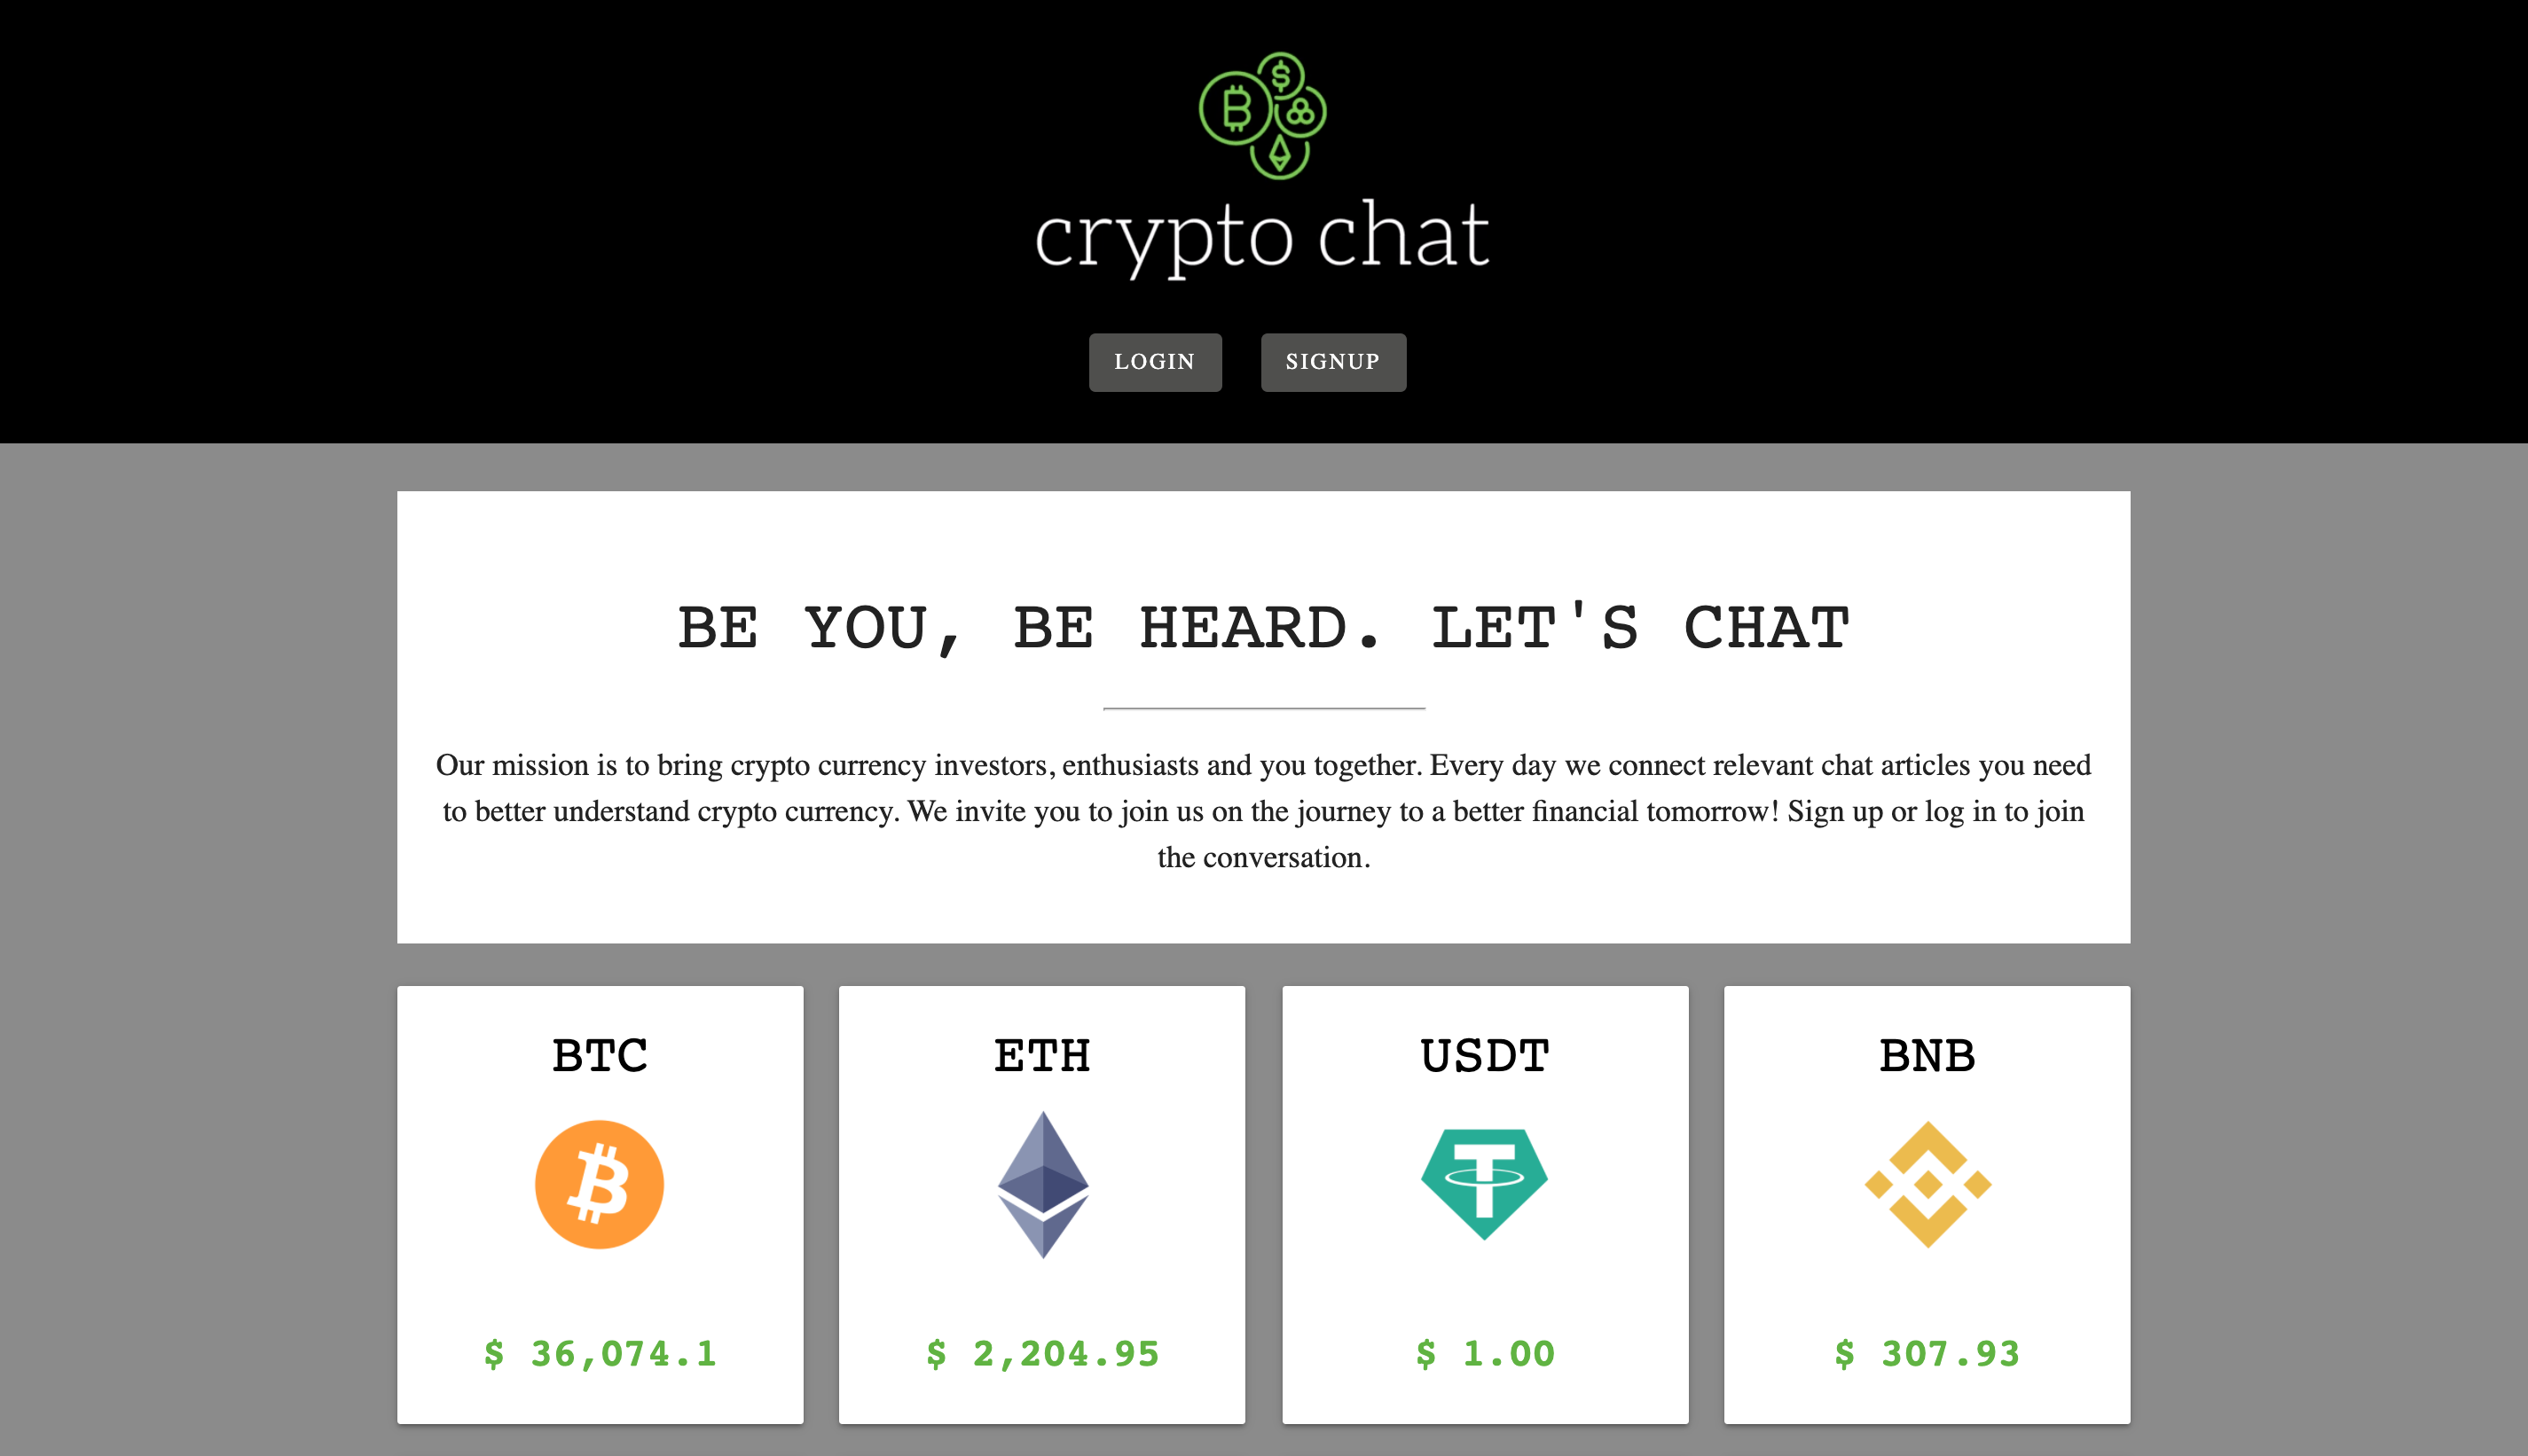 crypto chat
LOGIN SIGNUP
BE YOU, BE HEARD. LET'S CHAT
Our mission is to bring crypto currency investors, enthusiasts and you together. Every day we connect relevant chat articles you need
to better understand crypto currency. We invite you to join us on the journey to a better financial tomorrow! Sign up or log in to join
the conversation.
BTC ETH USDT BNB
$ 36,074.1 $ 2,204.95 $ 1.00 $ 307.93